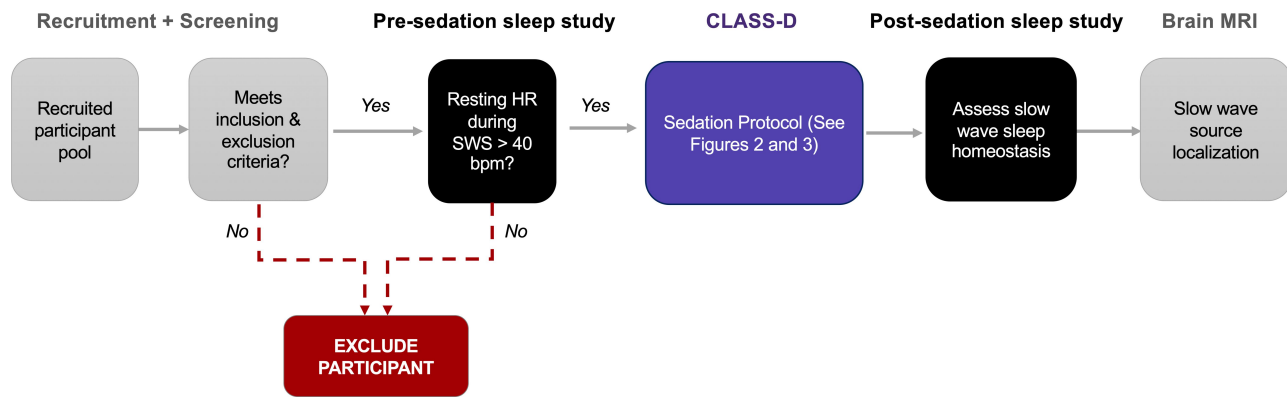 Recruitment + Screening
Pre-sedation sleep study
CLASS-D
Post-sedation sleep study
Brain MRI
Recruited
participant
pool
Meets
inclusion &
exclusion
criteria?
Yes
Resting HR
during
SWS > 40
bpm?
Yes
Sedation Protocol (See
Figures 2 and 3)
Assess slow
wave sleep
homeostasis
Slow wave
source
localization
No
No
EXCLUDE
PARTICIPANT